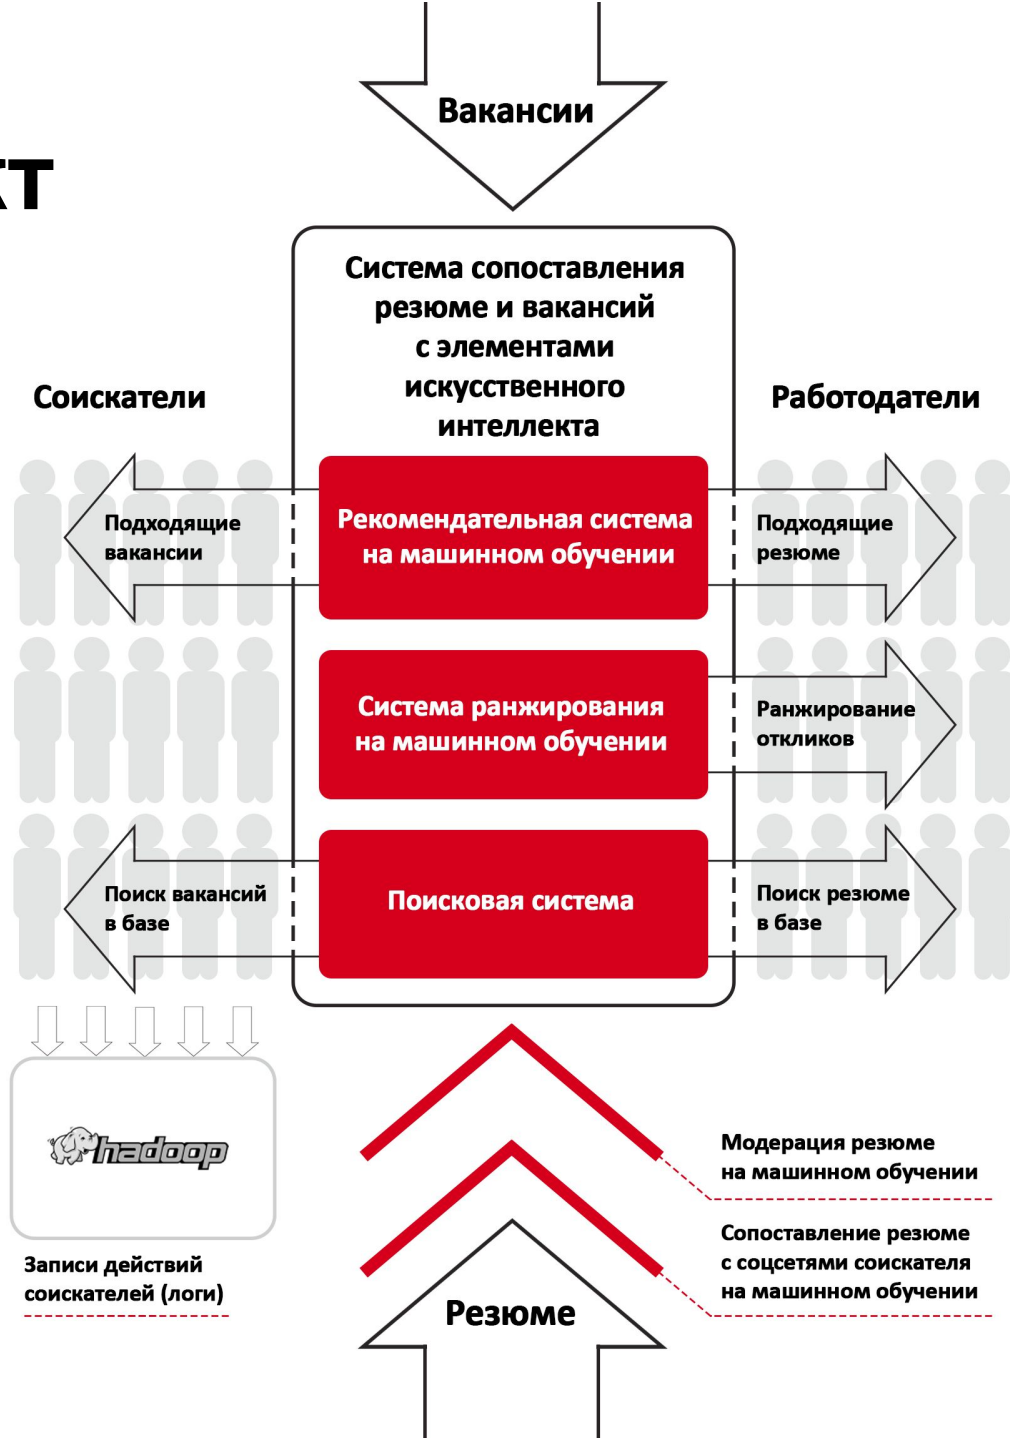 Вакансии
кт
Система сопоставления
резюме и вакансий
с элементами
искусственного
интеллекта
Соискатели
Работодатели
Подходящие
вакансии
Рекомендательная система
на машинном обучении
Подходящие
резюме
Система ранжирования
на машинном обучении
Ранжирование
откликов
Поиск вакансий
в базе
Поисковая система
Поиск резюме
в базе
hadoop
Записи действий
соискателей (логи)
Модерация резюме
на машинном обучении
Сопоставление резюме
с соцсетями соискателя
на машинном обучении
Резюме